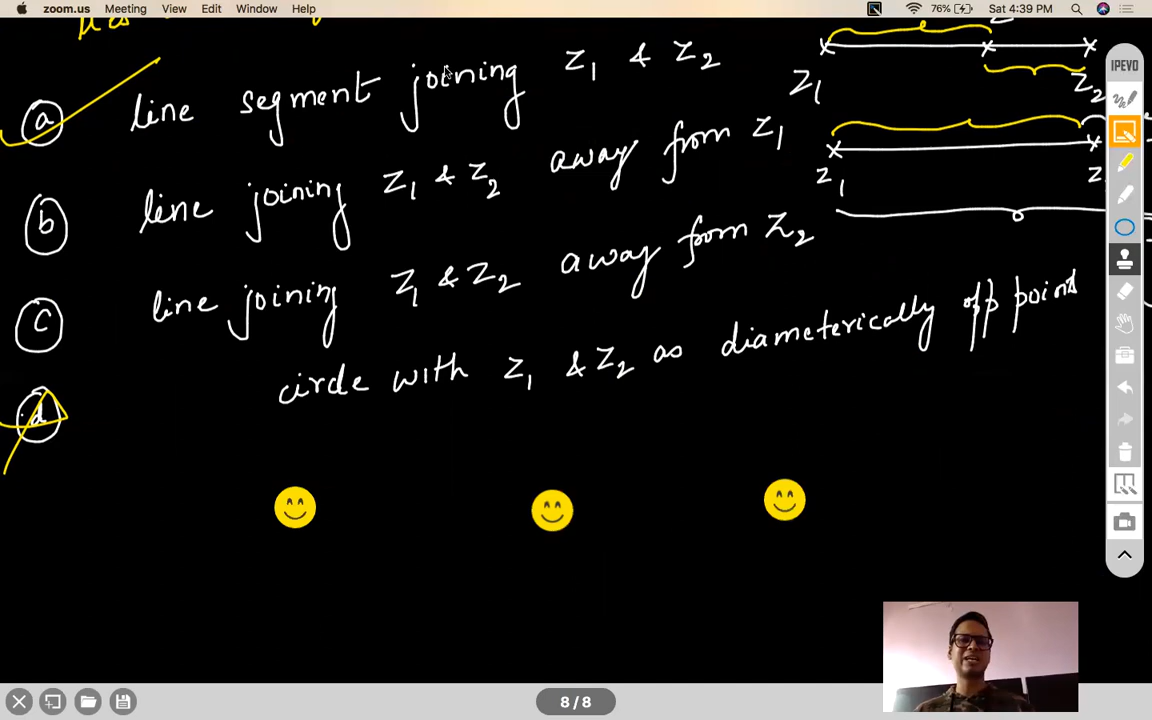 zoom.us Meeting View Edit Window Help 76% Sat 4:39 PM
IPEVO
a line segment joining z1 & z2
z1 z2
b line joining z1 & z2 away from z1
z1 z
c line joining z1 & z2 away from z2
d circle with z1 & z2 as diameterically opp point
8/8